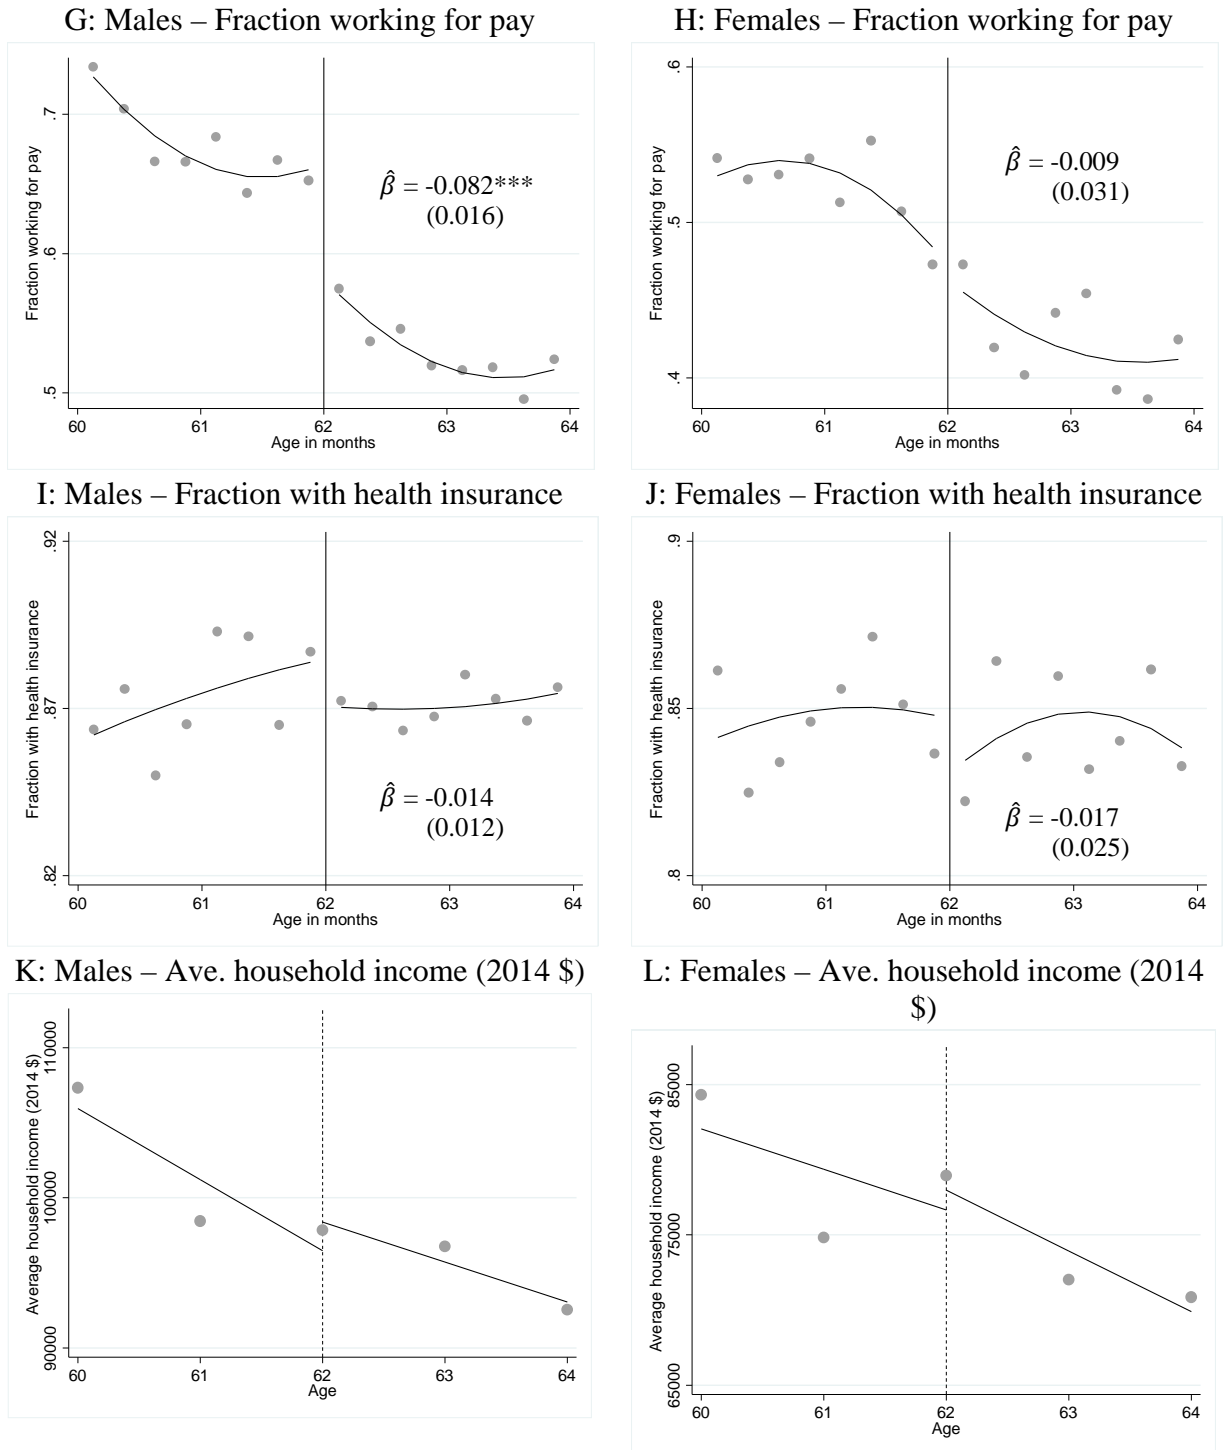 G: Males – Fraction working for pay
H: Females – Fraction working for pay
Fraction working for pay
.5 .6 .7
β̂ = -0.082***
(0.016)
60 61 62 63 64
Age in months
Fraction working for pay
.4 .5 .6
β̂ = -0.009
(0.031)
60 61 62 63 64
Age in months
I: Males – Fraction with health insurance
J: Females – Fraction with health insurance
Fraction with health insurance
.82 .87 .92
β̂ = -0.014
(0.012)
60 61 62 63 64
Age in months
Fraction with health insurance
.8 .85 .9
β̂ = -0.017
(0.025)
60 61 62 63 64
Age in months
K: Males – Ave. household income (2014 $)
L: Females – Ave. household income (2014
$)
Average household income (2014 $)
90000 100000 110000
60 61 62 63 64
Age
Average household income (2014 $)
65000 75000 85000
60 61 62 63 64
Age